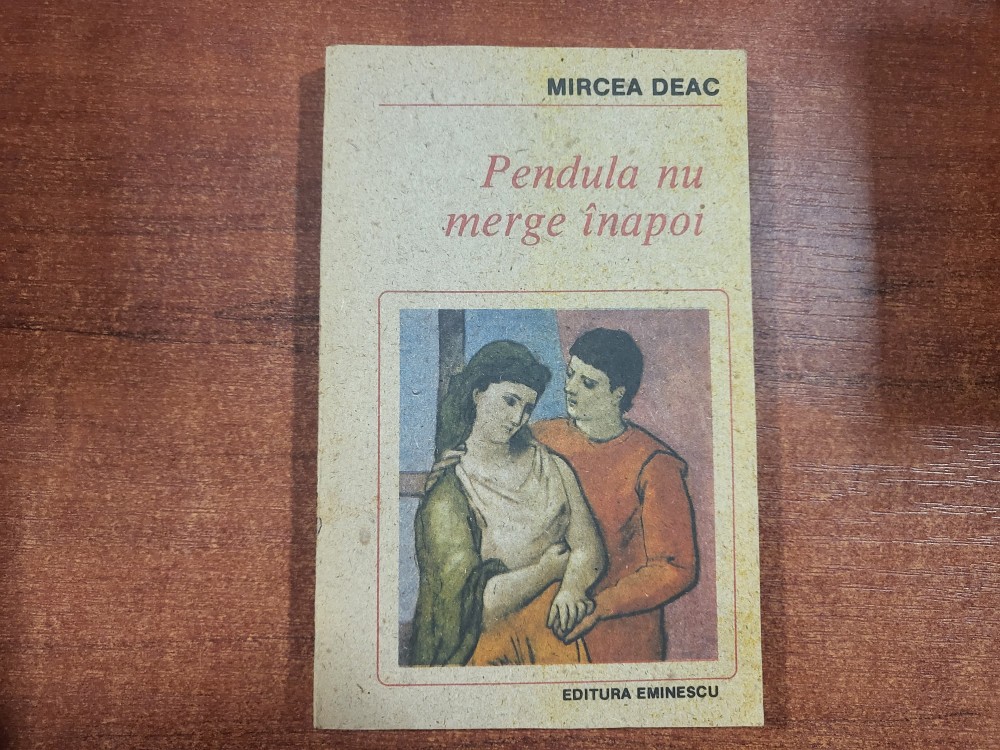 MIRCEA DEAC
Pendula nu
merge înapoi
EDITURA EMINESCU